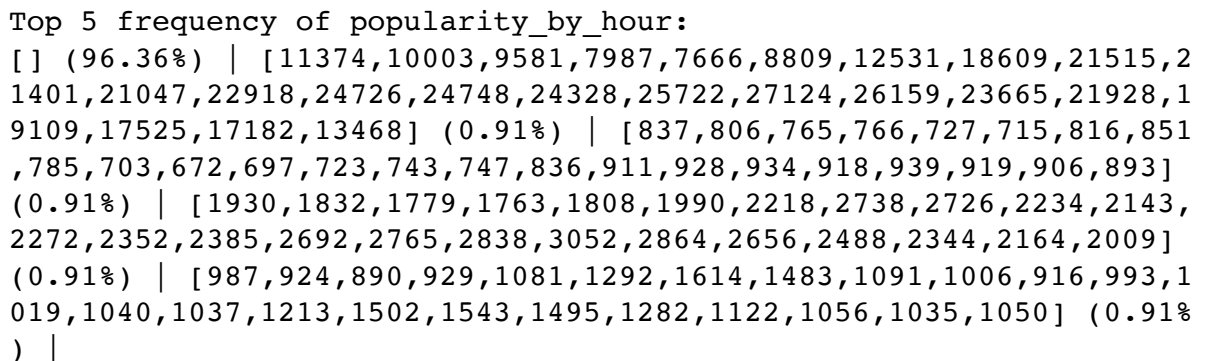 Top 5 frequency of popularity_by_hour:
[] (96.36%) | [11374,10003,9581,7987,7666,8809,12531,18609,21515,2
1401,21047,22918,24726,24748,24328,25722,27124,26159,23665,21928,1
9109,17525,17182,13468] (0.91%) | [837,806,765,766,727,715,816,851
,785,703,672,697,723,743,747,836,911,928,934,918,939,919,906,893]
(0.91%) | [1930,1832,1779,1763,1808,1990,2218,2738,2726,2234,2143,
2272,2352,2385,2692,2765,2838,3052,2864,2656,2488,2344,2164,2009]
(0.91%) | [987,924,890,929,1081,1292,1614,1483,1091,1006,916,993,1
019,1040,1037,1213,1502,1543,1495,1282,1122,1056,1035,1050] (0.91%
) |